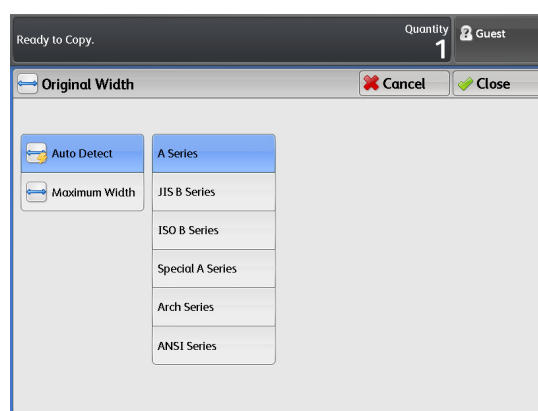 Ready to Copy.
Quantity
1
Guest
Original Width
Cancel
Close
Auto Detect
A Series
Maximum Width
JIS B Series
ISO B Series
Special A Series
Arch Series
ANSI Series